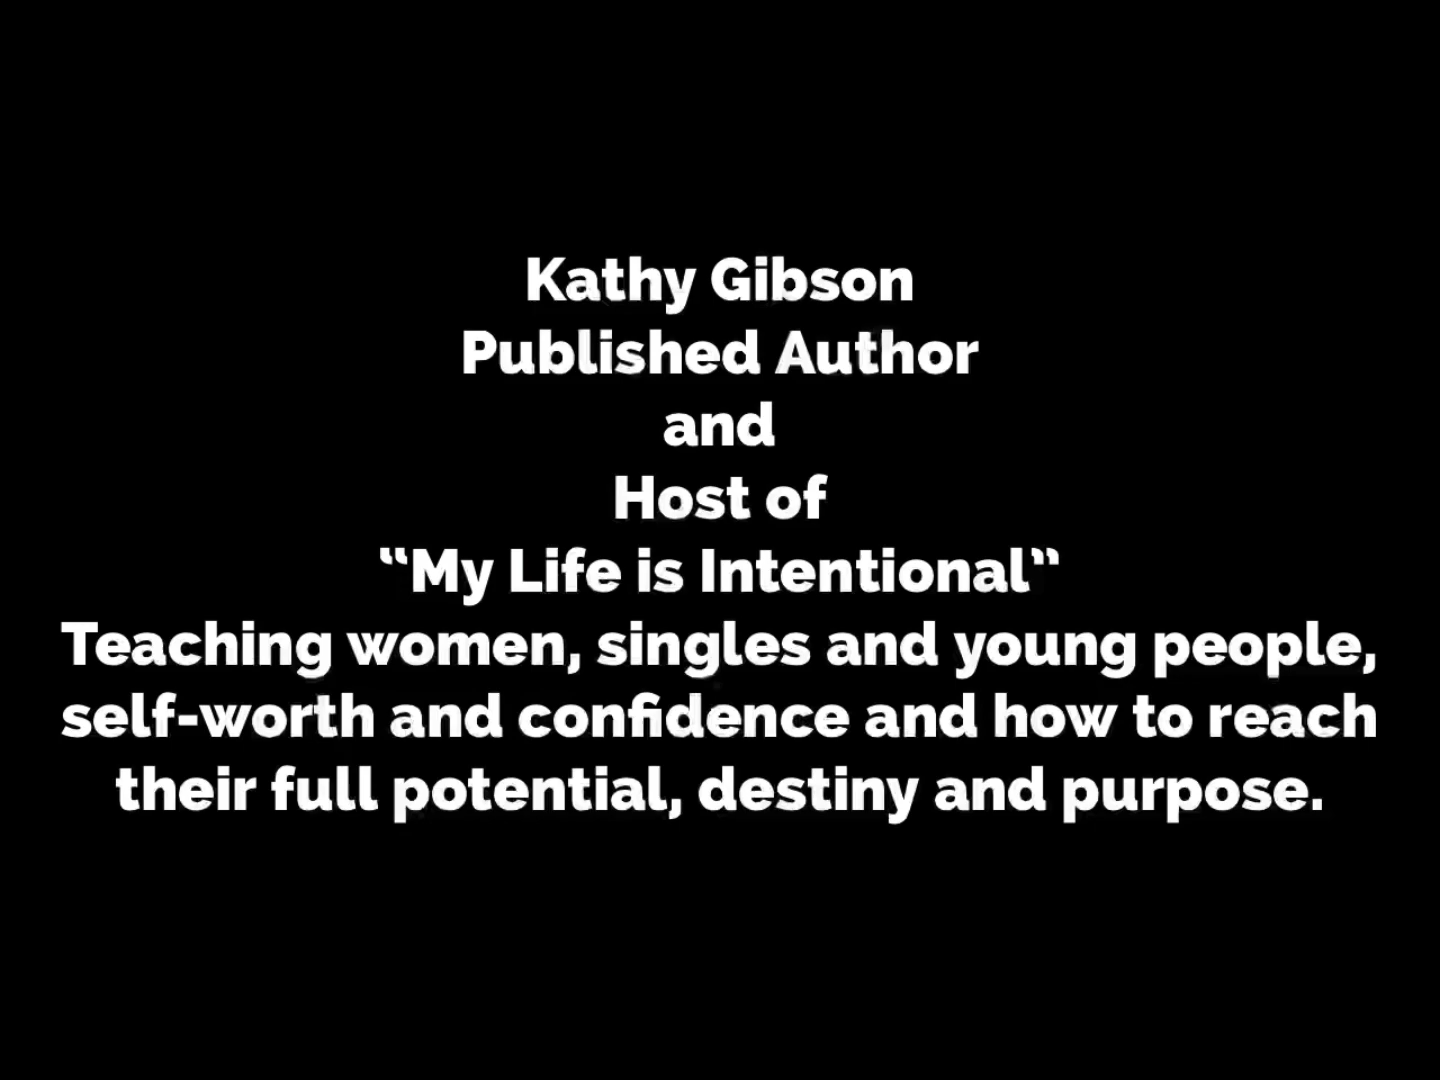 Kathy Gibson
Published Author
and
Host of
“My Life is Intentional”
Teaching women, singles and young people,
self-worth and confidence and how to reach
their full potential, destiny and purpose.